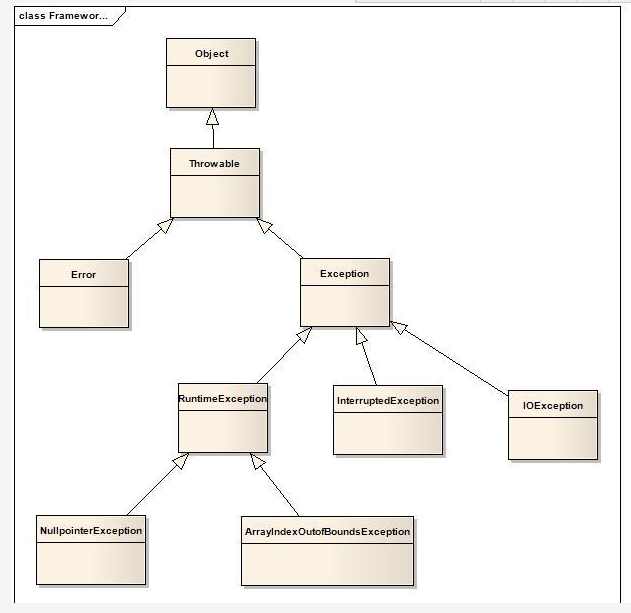 class Framewor...
Object
Throwable
Error
Exception
RuntimeException
InterruptedException
IOException
NullpointerException
ArrayIndexOutofBoundsException